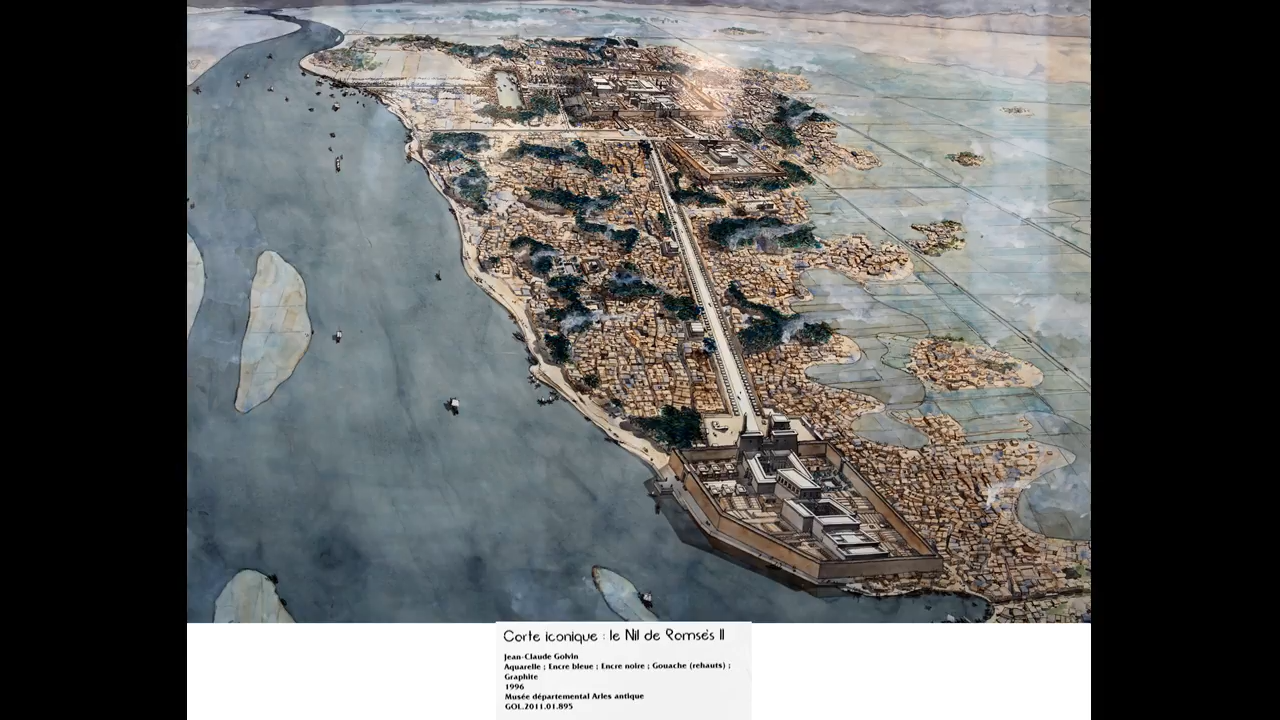 Carte iconique : le Nil de Ramsès II
Jean-Claude Golvin
Aquarelle ; Encre bleue ; Encre noire ; Gouache (rehauts) ;
Graphite
1996
Musée départemental Arles antique
GOL.2011.01.895